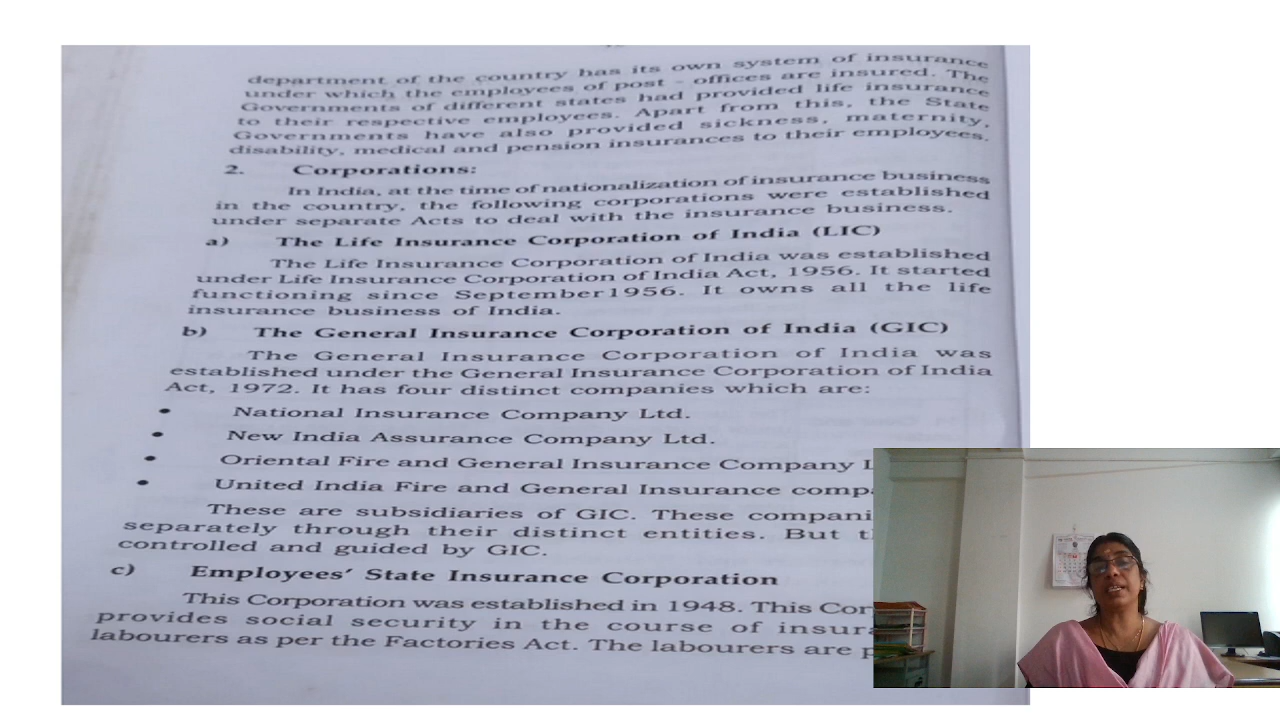 department of the country has its own system of insurance
under which the employees of post - offices are insured. The
Governments of different states had provided life insurance
to their respective employees. Apart from this, the State
Governments have also provided sickness, maternity,
disability, medical and pension insurances to their employees.
2. Corporations:
In India, at the time of nationalization of insurance business
in the country, the following corporations were established
under separate Acts to deal with the insurance business.
a) The Life Insurance Corporation of India (LIC)
The Life Insurance Corporation of India was established
under Life Insurance Corporation of India Act, 1956. It started
functioning since September1956. It owns all the life
insurance business of India.
b) The General Insurance Corporation of India (GIC)
The General Insurance Corporation of India was
established under the General Insurance Corporation of India
Act, 1972. It has four distinct companies which are:
• National Insurance Company Ltd.
• New India Assurance Company Ltd.
• Oriental Fire and General Insurance Company
• United India Fire and General Insurance
These are subsidiaries of GIC. These
separately through their distinct entities. But
controlled and guided by GIC.
c) Employees' State Insurance Corporation
This Corporation was established in 1948. This
provides social security in the course of
labourers as per the Factories Act. The labourers are